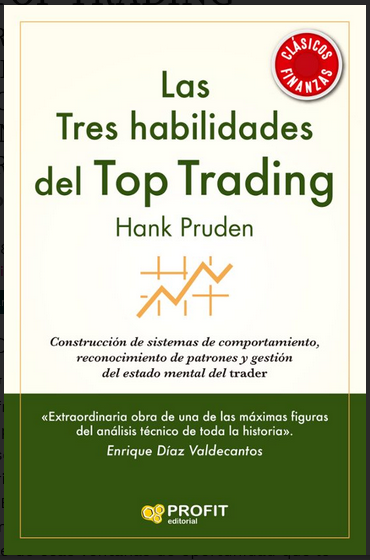 CLÁSICOS
FINANZAS
Las
Tres habilidades
del Top Trading
Hank Pruden
Construcción de sistemas de comportamiento,
reconocimiento de patrones y gestión
del estado mental del trader
«Extraordinaria obra de una de las máximas figuras
del análisis técnico de toda la historia».
Enrique Díaz Valdecantos
PROFIT
editorial